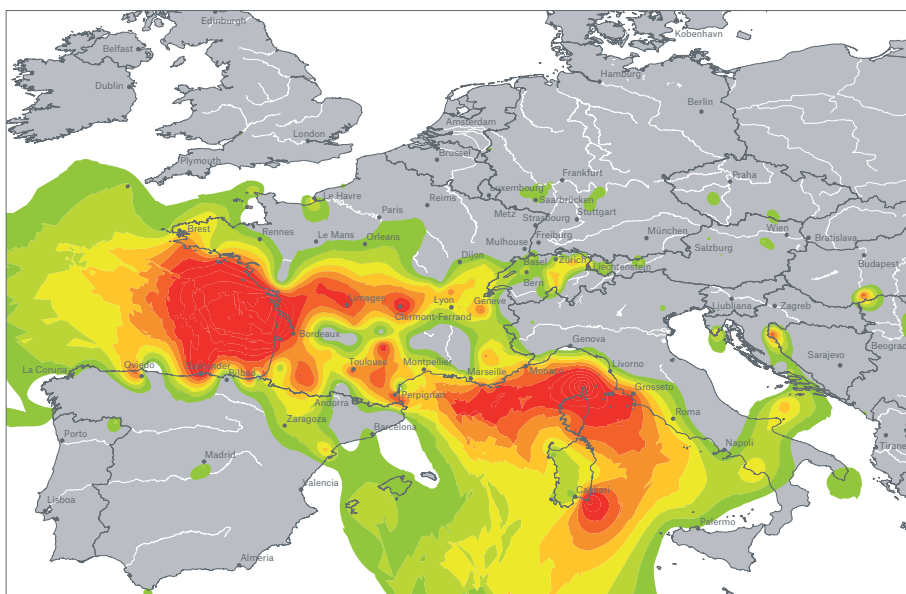 Edinburgh
København
Belfast
Dublin
Hamburg
Berlin
London
Amsterdam
Brussel
Plymouth
Frankfurt
Praha
Luxembourg
Le Havre
Saarbrücken
Reims
Paris
Metz
Stuttgart
Strasbourg
Brest
Rennes
Le Mans
Orleans
Freiburg
München
Wien
Bratislava
Mulhouse
Salzburg
Dijon
Basel
Zürich
Liechtenstein
Budapest
Bern
Limoges
Lyon
Geneve
Ljubljana
Zagreb
Clermont-Ferrand
Bordeaux
Genova
Beograd
Sarajevo
La Coruna
Oviedo
Santander
Bilbao
Toulouse
Montpellier
Marseille
Monaco
Livorno
Grosseto
Andorra
Perpignan
Roma
Zaragoza
Barcelona
Porto
Napoli
Tirane
Madrid
Valencia
Cagliari
Lisboa
Palermo
Almeria